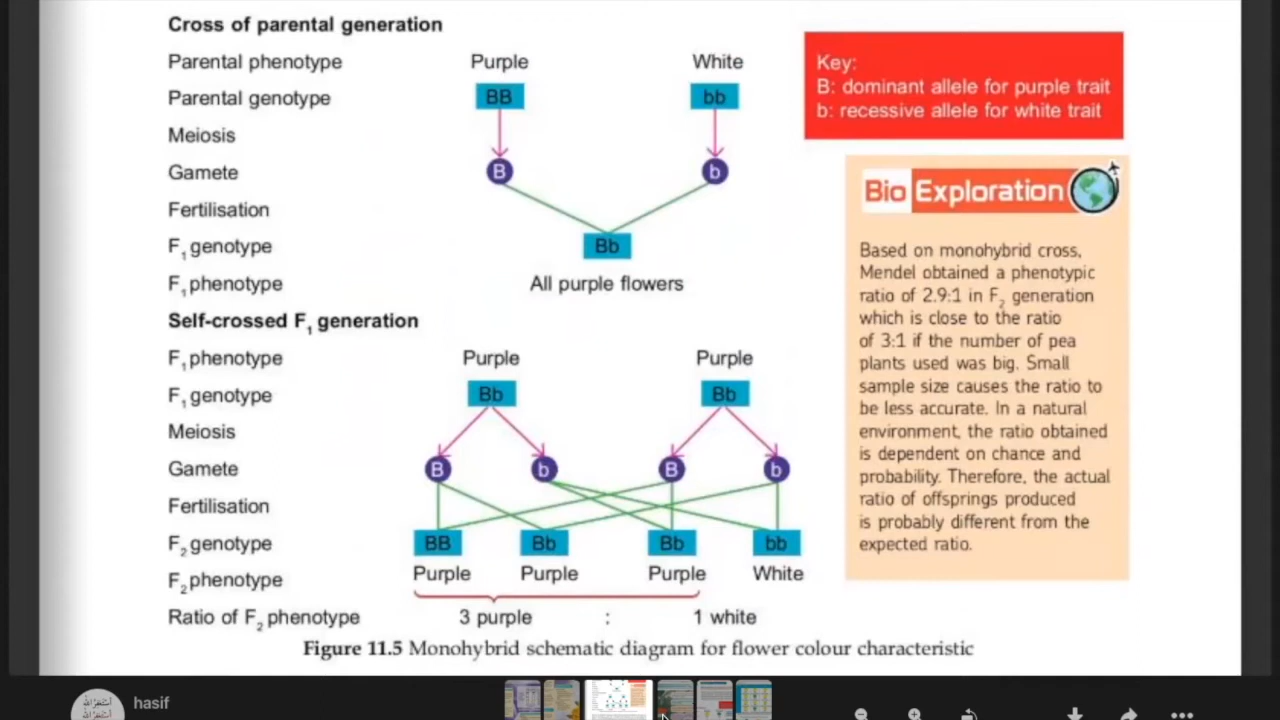 Cross of parental generation
Parental phenotype Purple White
Parental genotype BB bb
Meiosis
Gamete B b
Fertilisation
F1 genotype Bb
F1 phenotype All purple flowers
Self-crossed F1 generation
F1 phenotype Purple Purple
F1 genotype Bb Bb
Meiosis
Gamete B b B b
Fertilisation
F2 genotype BB Bb Bb bb
F2 phenotype Purple Purple Purple White
Ratio of F2 phenotype 3 purple : 1 white
Figure 11.5 Monohybrid schematic diagram for flower colour characteristic
Key:
B: dominant allele for purple trait
b: recessive allele for white trait
Bio Exploration
Based on monohybrid cross,
Mendel obtained a phenotypic
ratio of 2.9:1 in F2 generation
which is close to the ratio
of 3:1 if the number of pea
plants used was big. Small
sample size causes the ratio to
be less accurate. In a natural
environment, the ratio obtained
is dependent on chance and
probability. Therefore, the actual
ratio of offsprings produced
is probably different from the
expected ratio.
hasif